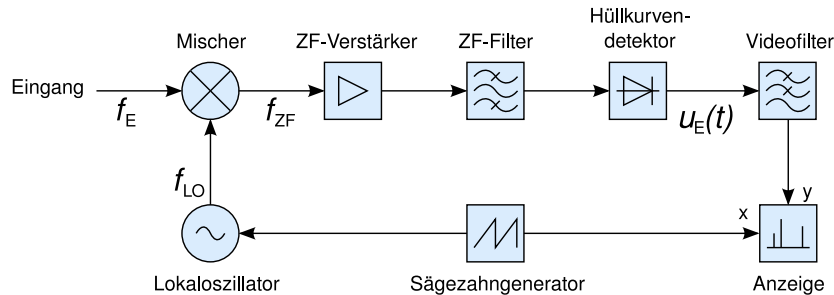 Mischer
ZF-Verstärker
ZF-Filter
Hüllkurven-
detektor
Videofilter
Eingang
f_E
f_ZF
u_E(t)
f_LO
x
y
Lokaloszillator
Sägezahngenerator
Anzeige